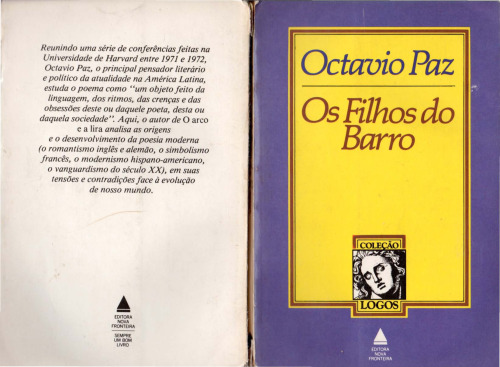 Reunindo uma série de conferências feitas na
Universidade de Harvard entre 1971 e 1972,
Octavio Paz, o principal pensador literário
e político da atualidade na América Latina,
estuda o poema como "um objeto feito da
linguagem, dos ritmos, das crenças e das
obsessões deste ou daquele poeta, desta ou
daquela sociedade". Aqui, o autor de O arco
e a lira analisa as origens
e o desenvolvimento da poesia moderna
(o romantismo inglês e alemão, o simbolismo
francês, o modernismo hispano-americano,
o vanguardismo do século XX), em suas
tensões e contradições face à evolução
de nosso mundo.
EDITORA
NOVA
FRONTEIRA
SEMPRE
UM BOM
LIVRO
Octavio Paz
Os Filhos do
Barro
COLEÇÃO
LOGOS
EDITORA
NOVA
FRONTEIRA